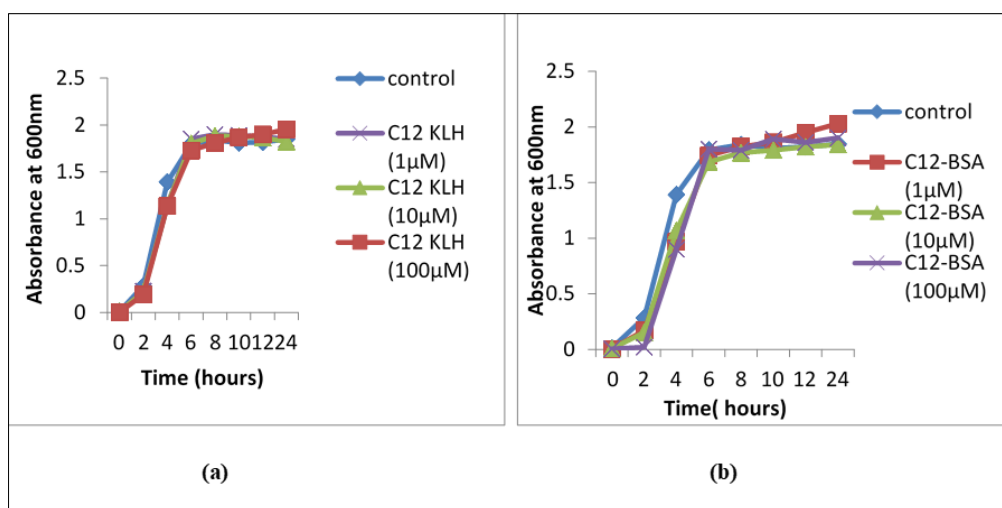 2.5
2
1.5
1
0.5
0
Absorbance at 600nm
0 2 4 6 8 10 12 24
Time (hours)
control
C12 KLH
(1µM)
C12 KLH
(10µM)
C12 KLH
(100µM)
(a)
2.5
2
1.5
1
0.5
0
Absorbance at 600nm
0 2 4 6 8 10 12 24
Time( hours)
control
C12-BSA
(1µM)
C12-BSA
(10µM)
C12-BSA
(100µM)
(b)